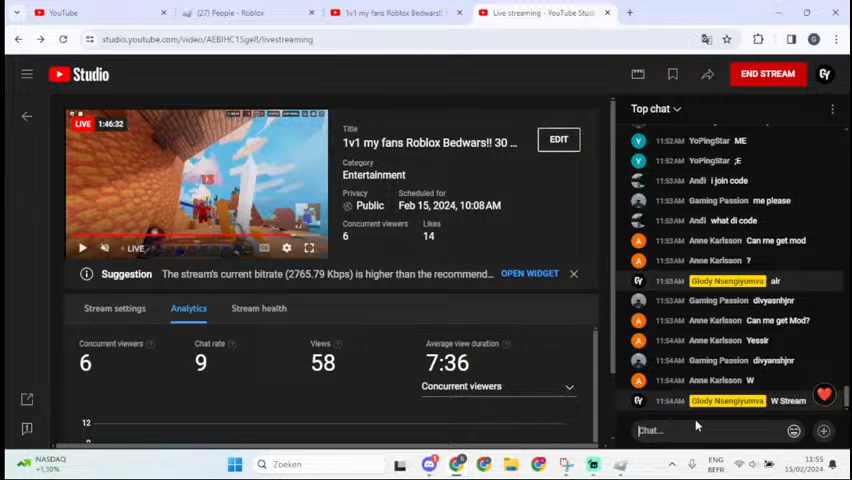 YouTube
[27] People - Roblox
1v1 my fans Roblox Bedwars!!
Live streaming - YouTube Studi
studio.youtube.com/video/AEBlHC1Sge8/livestreaming
Studio
END STREAM
LIVE 1:46:32
13
LIVE
Title
1v1 my fans Roblox Bedwars!! 30 ...
EDIT
Category
Entertainment
Privacy
Public
Scheduled for
Feb 15, 2024, 10:08 AM
Concurrent viewers
6
Likes
14
Suggestion The stream's current bitrate (2765.79 Kbps) is higher than the recommend... OPEN WIDGET
Stream settings
Analytics
Stream health
Concurrent viewers
6
Chat rate
9
Views
58
Average view duration
7:36
Concurrent viewers
12
9
Top chat
11:52 AM YoPingStar ME
11:52 AM YoPingStar ;E
11:53 AM Anđi i join code
11:53 AM Gaming Passion me please
11:53 AM Anđi what di code
11:53 AM Anne Karlsson Can me get mod
11:53 AM Anne Karlsson ?
11:53 AM Glody Nsengiyumva alr
11:53 AM Gaming Passion divyasnhjnr
11:53 AM Anne Karlsson Can me get Mod?
11:54 AM Anne Karlsson Yessir
11:54 AM Gaming Passion divyanshjnr
11:54 AM Anne Karlsson W
11:54 AM Glody Nsengiyumva W Stream
Chat...
NASDAQ
+1,30%
Zoeken
ENG
BEFR
11:55
15/02/2024